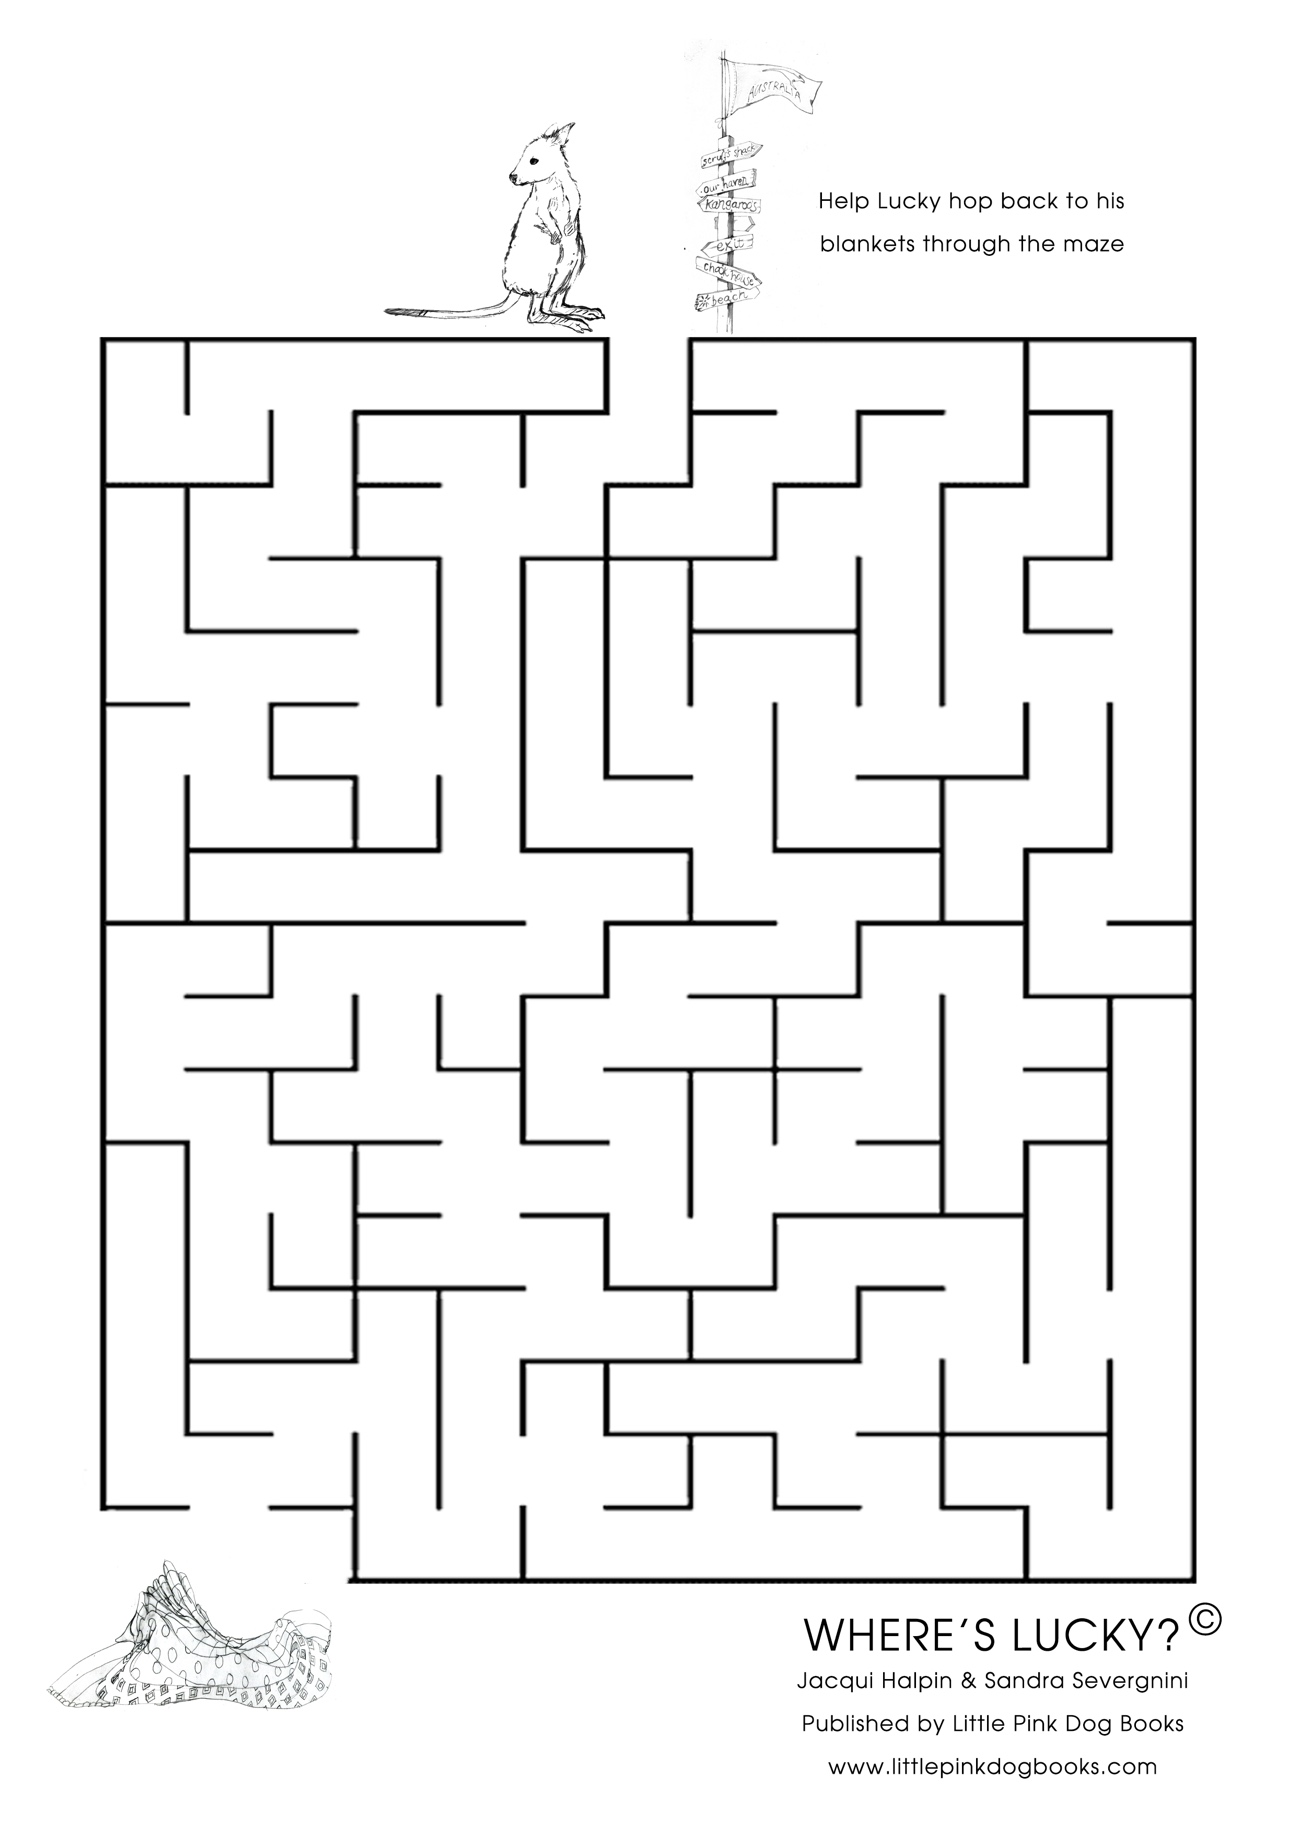 AUSTRALIA
scruff's shack
our haven
kangaroos
exit
beach
Help Lucky hop back to his
blankets through the maze
WHERE'S LUCKY?©
Jacqui Halpin & Sandra Severgnini
Published by Little Pink Dog Books
www.littlepinkdogbooks.com